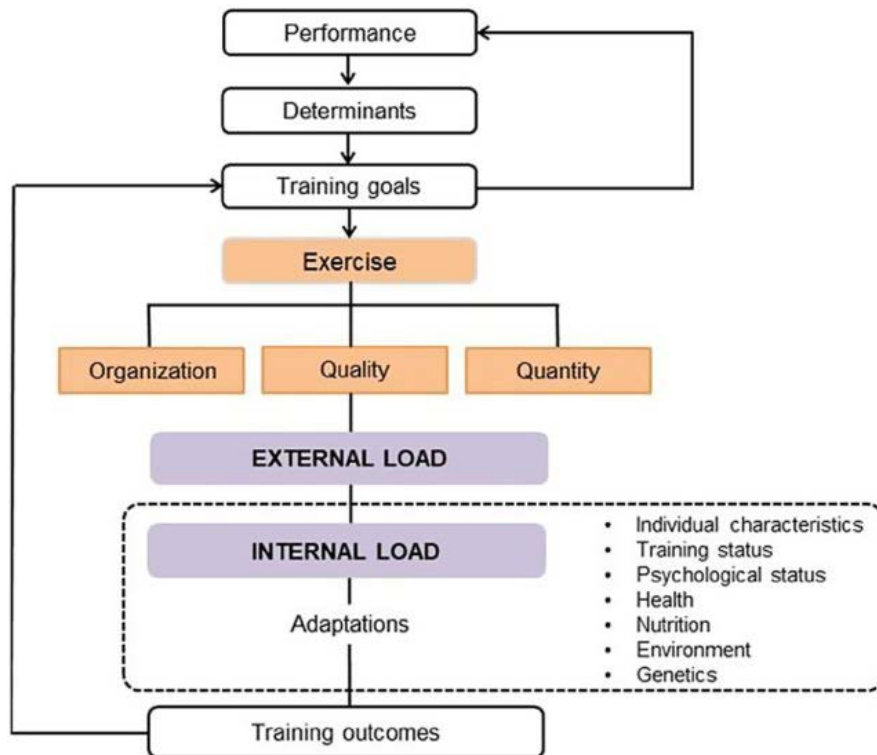 Performance
Determinants
Training goals
Exercise
Organization
Quality
Quantity
EXTERNAL LOAD
INTERNAL LOAD
Adaptations
• Individual characteristics
• Training status
• Psychological status
• Health
• Nutrition
• Environment
• Genetics
Training outcomes